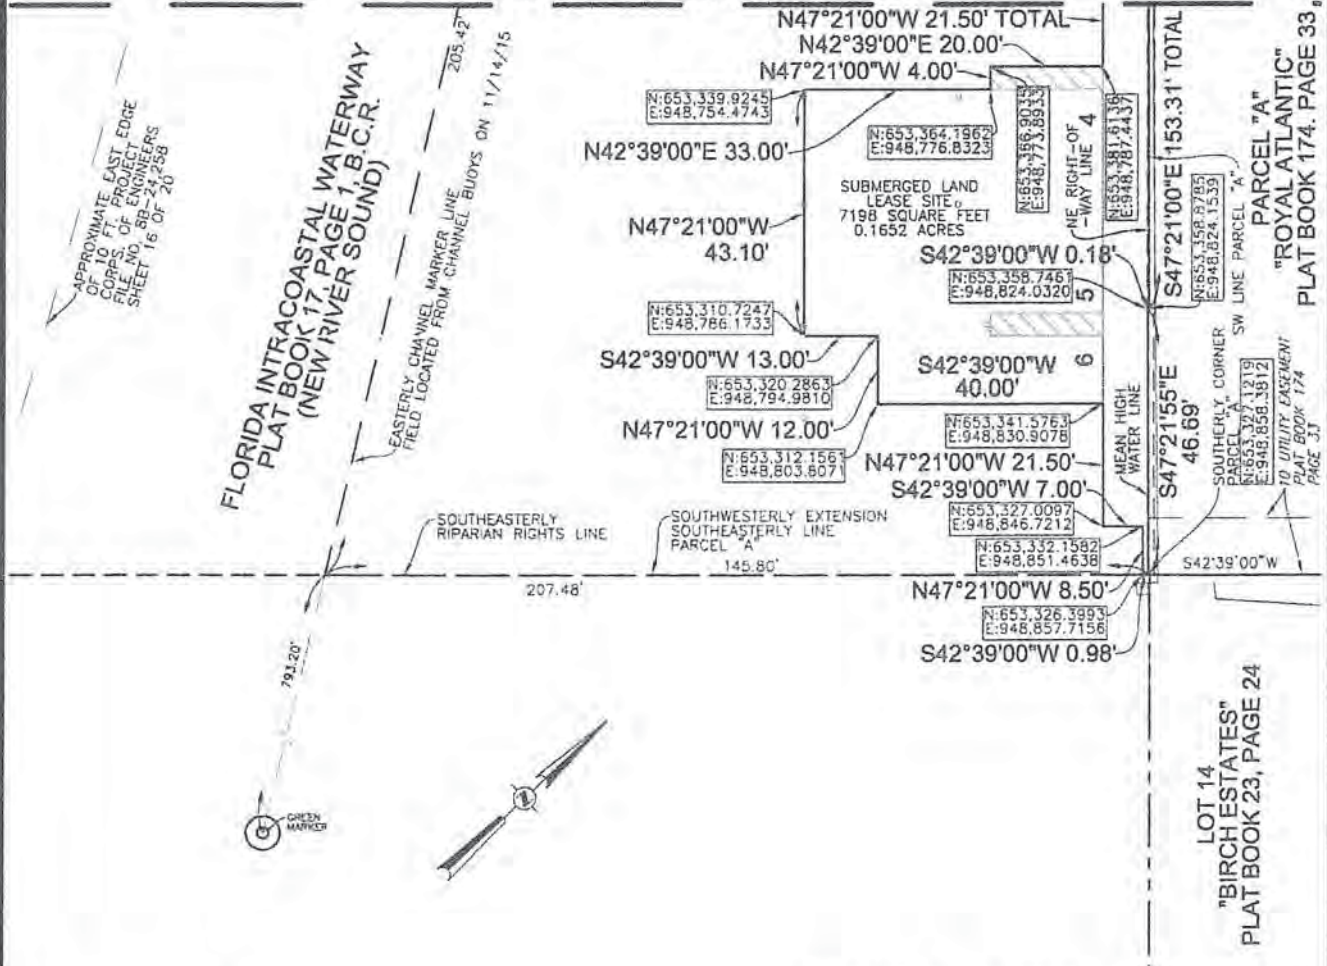 N47°21'00"W 21.50' TOTAL
N42°39'00"E 20.00'
N47°21'00"W 4.00'
N:653,339.9245
E:948,754.4743
N42°39'00"E 33.00'
N:653,364.1962
E:948,776.8323
E:948,773.8935
N:653,381.6136
E:948,787.4437
SUBMERGED LAND
LEASE SITE
7198 SQUARE FEET
0.1652 ACRES
N47°21'00"W
43.10'
NE RIGHT-OF
-WAY LINE
4
5
6
S42°39'00"W 0.18'
N:653,358.7461
E:948,824.0320
N:653,310.7247
E:948,786.1733
S42°39'00"W 13.00'
N:653,320.2863
E:948,794.9810
S42°39'00"W
40.00'
N47°21'00"W 12.00'
N:653,312.1561
E:948,803.8071
N:653,341.5763
E:948,830.9078
N47°21'00"W 21.50'
S42°39'00"W 7.00'
N:653,327.0097
E:948,846.7212
N:653,332.1582
E:948,851.4638
N47°21'00"W 8.50'
N:653,326.3993
E:948,857.7156
S42°39'00"W 0.98'
MEAN HIGH
WATER LINE
S47°21'00"E 153.31' TOTAL
N:653,358.8785
E:948,824.1539
SW LINE PARCEL "A"
PARCEL "A"
"ROYAL ATLANTIC"
PLAT BOOK 174, PAGE 33
S47°21'55"E
46.69'
SOUTHERLY CORNER
PARCEL "A"
N:653,327.1219
E:948,858.3812
10' UTILITY EASEMENT
PLAT BOOK 174
PAGE 33
S42°39'00"W
APPROXIMATE EAST EDGE
OF 10 FT. PROJECT
CORPS. OF ENGINEERS
FILE NO. 8B-24,258
SHEET 16 OF 20
FLORIDA INTRACOASTAL WATERWAY
PLAT BOOK 17, PAGE 1, B.C.R.
(NEW RIVER SOUND)
205.42'
EASTERLY CHANNEL MARKER LINE
FIELD LOCATED FROM CHANNEL BUOYS ON 11/14/15
SOUTHEASTERLY
RIPARIAN RIGHTS LINE
SOUTHWESTERLY EXTENSION
SOUTHEASTERLY LINE
PARCEL "A"
145.80'
207.48'
793.20'
GREEN
MARKER
LOT 14
"BIRCH ESTATES"
PLAT BOOK 23, PAGE 24